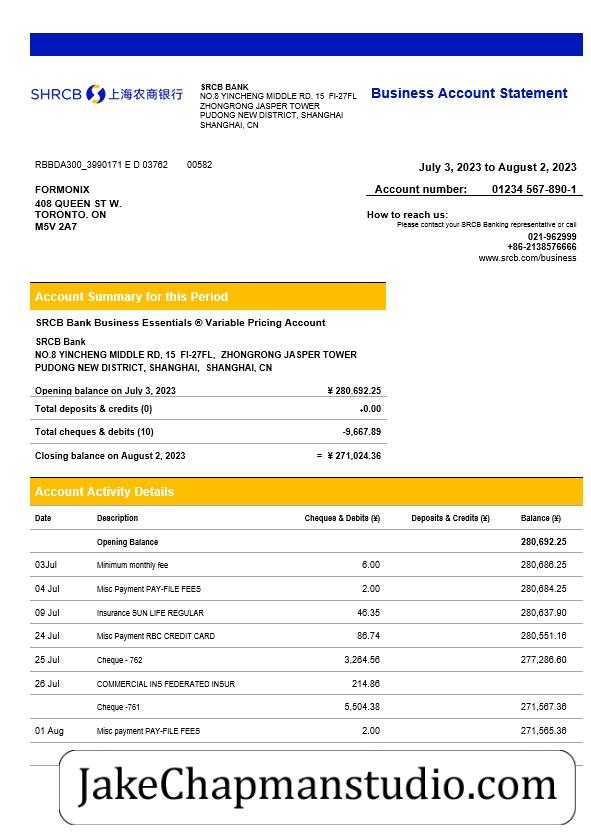 SHRCB 上海农商银行
SRCB BANK
NO.8 YINCHENG MIDDLE RD, 15 FI-27FL
ZHONGRONG JASPER TOWER
PUDONG NEW DISTRICT, SHANGHAI
SHANGHAI, CN
Business Account Statement
RBBDA300_3990171 E D 03762 00582
July 3, 2023 to August 2, 2023
Account number: 01234 567-890-1
FORMONIX
408 QUEEN ST W.
TORONTO. ON
M5V 2A7
How to reach us:
Please contact your SRCB Banking representative or call
021-962999
+86-2138576666
www.srcb.com/business
Account Summary for this Period
SRCB Bank Business Essentials ® Variable Pricing Account
SRCB Bank
NO.8 YINCHENG MIDDLE RD, 15 FI-27FL, ZHONGRONG JASPER TOWER
PUDONG NEW DISTRICT, SHANGHAI, SHANGHAI, CN
Opening balance on July 3, 2023 ¥ 280,692.25
Total deposits & credits (0) +0.00
Total cheques & debits (10) -9,667.89
Closing balance on August 2, 2023 = ¥ 271,024.36
Account Activity Details
Date Description Cheques & Debits (¥) Deposits & Credits (¥) Balance (¥)
Opening Balance 280,692.25
03Jul Minimum monthly fee 6.00 280,686.25
04 Jul Misc Payment PAY-FILE FEES 2.00 280,684.25
09 Jul Insurance SUN LIFE REGULAR 46.35 280,637.90
24 Jul Misc Payment RBC CREDIT CARD 86.74 280,551.16
25 Jul Cheque - 762 3,264.56 277,286.60
26 Jul COMMERCIAL INS FEDERATED INSUR 214.86
Cheque -761 5,504.38 271,567.36
01 Aug Misc payment PAY-FILE FEES 2.00 271,565.36
JakeChapmanstudio.com